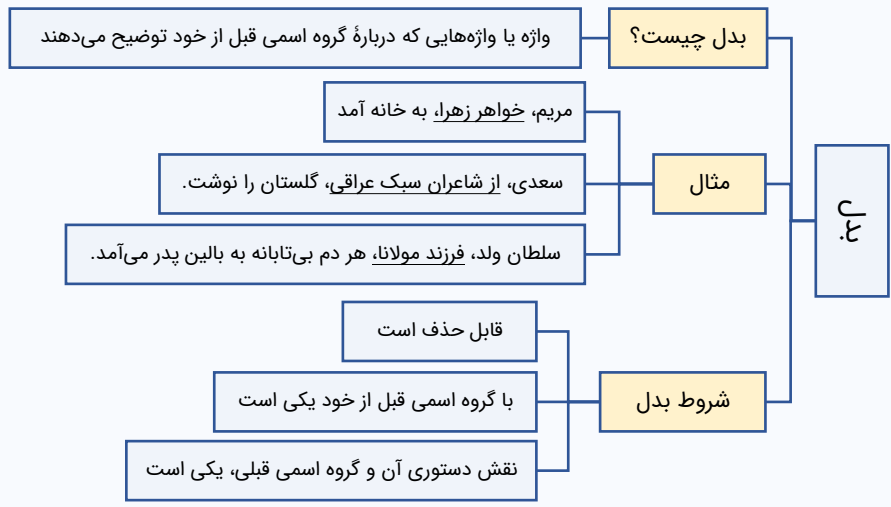 بدل
بدل چیست؟
واژه یا واژه‌هایی که دربارهٔ گروه اسمی قبل از خود توضیح می‌دهند
مثال
مریم، خواهر زهرا، به خانه آمد
سعدی، از شاعران سبک عراقی، گلستان را نوشت.
سلطان ولد، فرزند مولانا، هر دم بی‌تابانه به بالین پدر می‌آمد.
شروط بدل
قابل حذف است
با گروه اسمی قبل از خود یکی است
نقش دستوری آن و گروه اسمی قبلی، یکی است